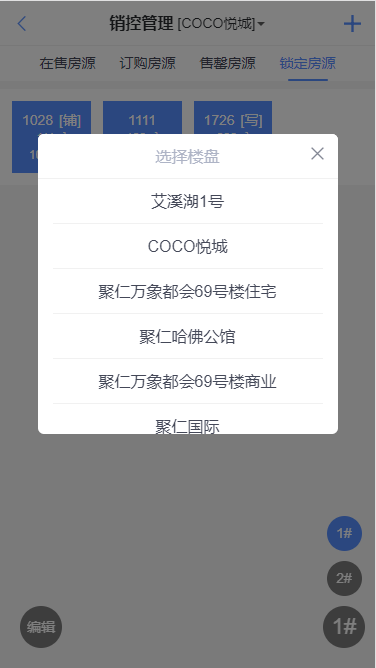 销控管理 [COCO悦城]
在售房源 订购房源 售罄房源 锁定房源
1028 [铺] 1111 1726 [写]
选择楼盘
艾溪湖1号
COCO悦城
聚仁万象都会69号楼住宅
聚仁哈佛公馆
聚仁万象都会69号楼商业
聚仁国际
1#
2#
编辑 1#